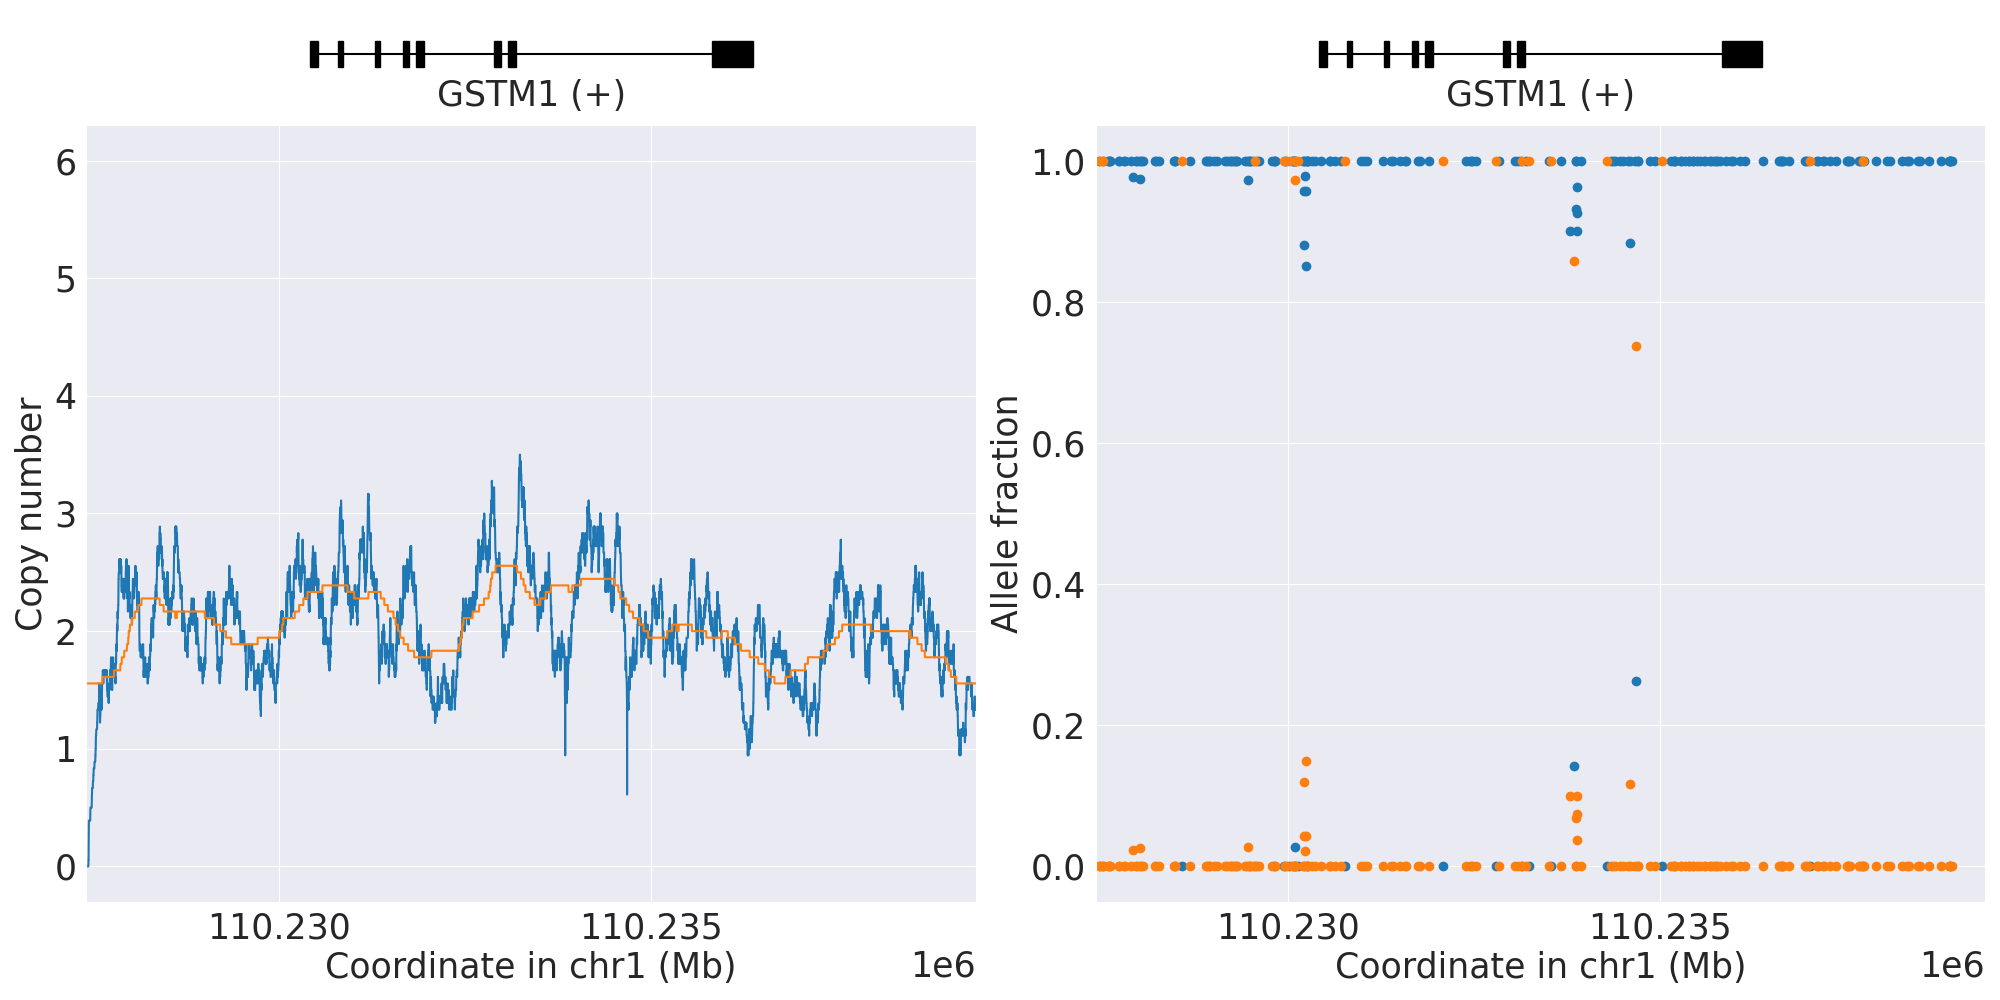 GSTM1 (+)
GSTM1 (+)
Copy number
6
5
4
3
2
1
0
110.230
110.235
Coordinate in chr1 (Mb)
1e6
Allele fraction
1.0
0.8
0.6
0.4
0.2
0.0
110.230
110.235
Coordinate in chr1 (Mb)
1e6